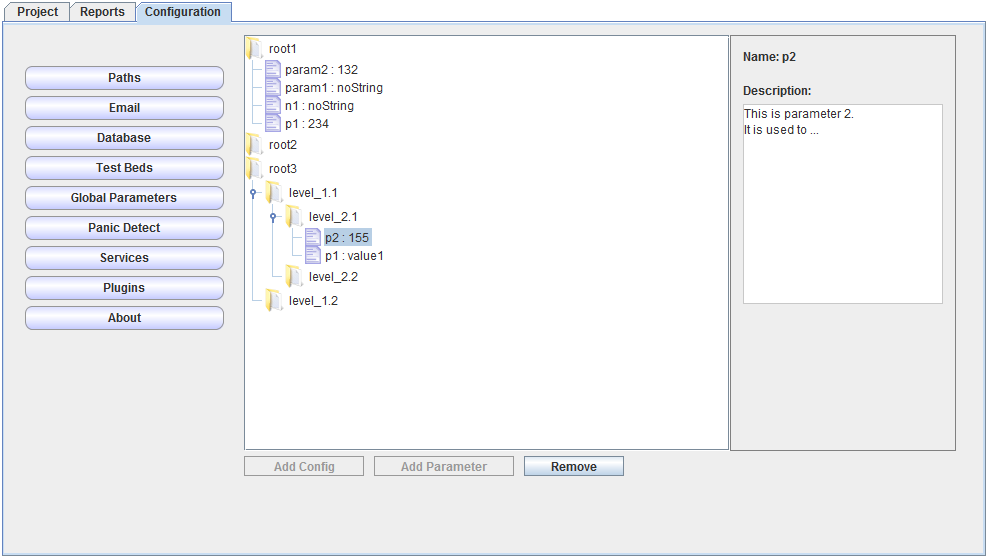 Project Reports Configuration
Paths
Email
Database
Test Beds
Global Parameters
Panic Detect
Services
Plugins
About
root1
param2 : 132
param1 : noString
n1 : noString
p1 : 234
root2
root3
level_1.1
level_2.1
p2 : 155
p1 : value1
level_2.2
level_1.2
Add Config Add Parameter Remove
Name: p2
Description:
This is parameter 2.
It is used to ...